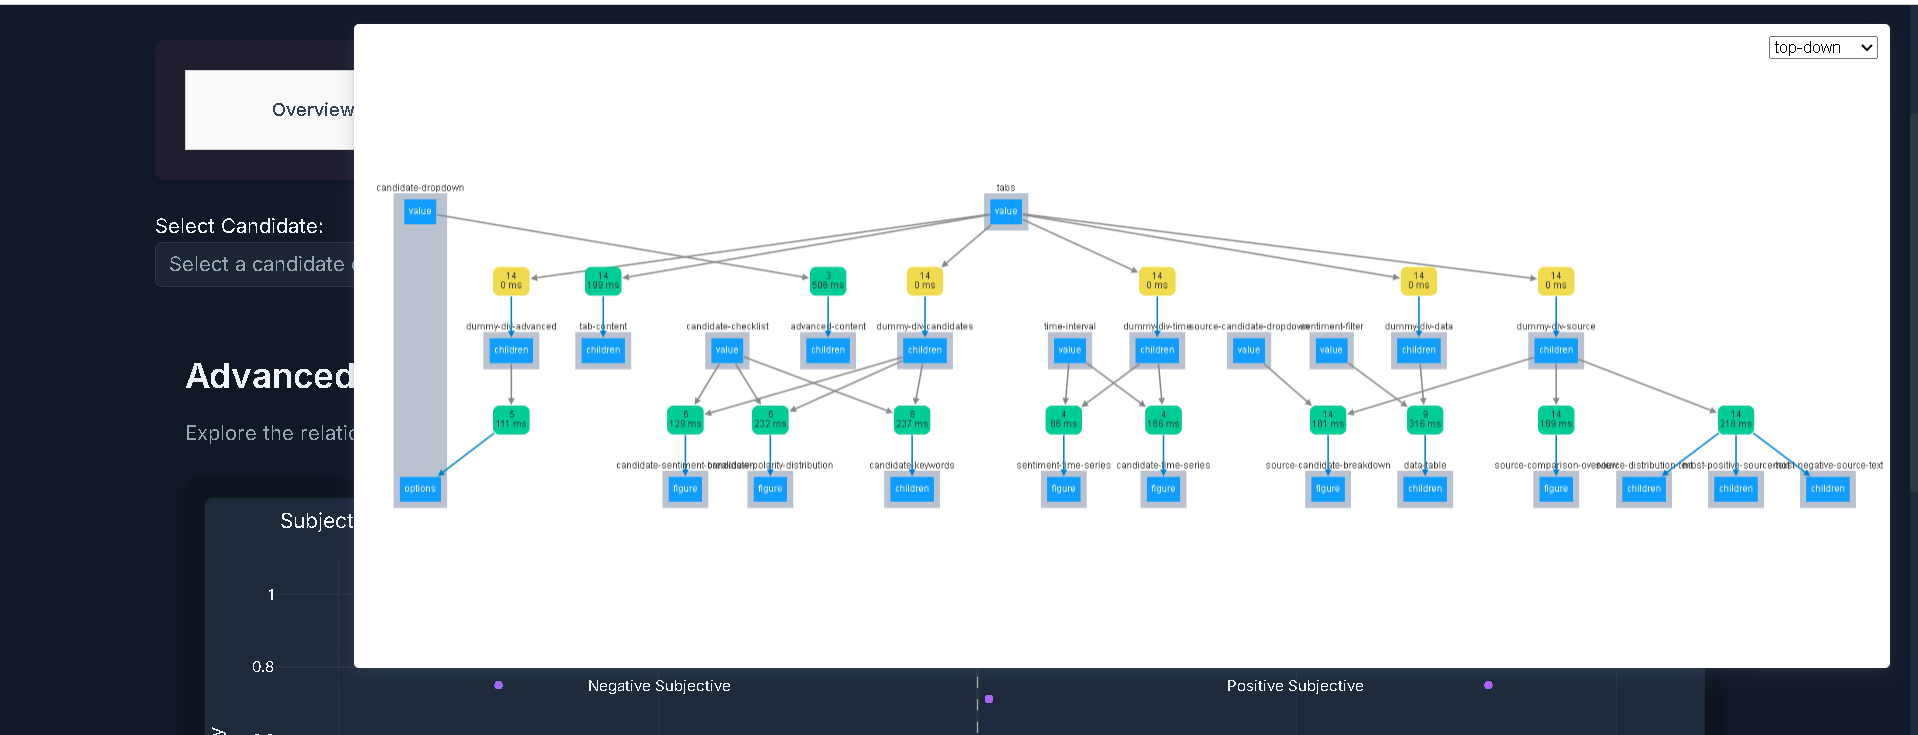 top-down
Overview
Select Candidate:
Select a candidate
Advanced
Explore the relatio
Subject
1
0.8
Negative Subjective
Positive Subjective
candidate-dropdown
tabs
value
value
14
0 ms
14
199 ms
3
506 ms
14
0 ms
14
0 ms
14
0 ms
14
0 ms
dummy-div-advanced
tab-content
candidate-checklist
advanced-content
dummy-div-candidates
time-interval
dummy-div-time
source-candidate-dropdown
sentiment-filter
dummy-div-data
dummy-div-source
children
children
value
children
children
value
children
value
value
children
children
5
111 ms
6
129 ms
6
232 ms
8
237 ms
4
86 ms
4
186 ms
14
181 ms
9
316 ms
14
189 ms
14
218 ms
candidate-sentiment-breakdown
candidate-polarity-distribution
candidate-keywords
sentiment-time-series
candidate-time-series
source-candidate-breakdown
data-table
source-comparison-overview
source-distribution-text
most-positive-source-text
most-negative-source-text
options
figure
figure
children
figure
figure
figure
children
figure
children
children
children